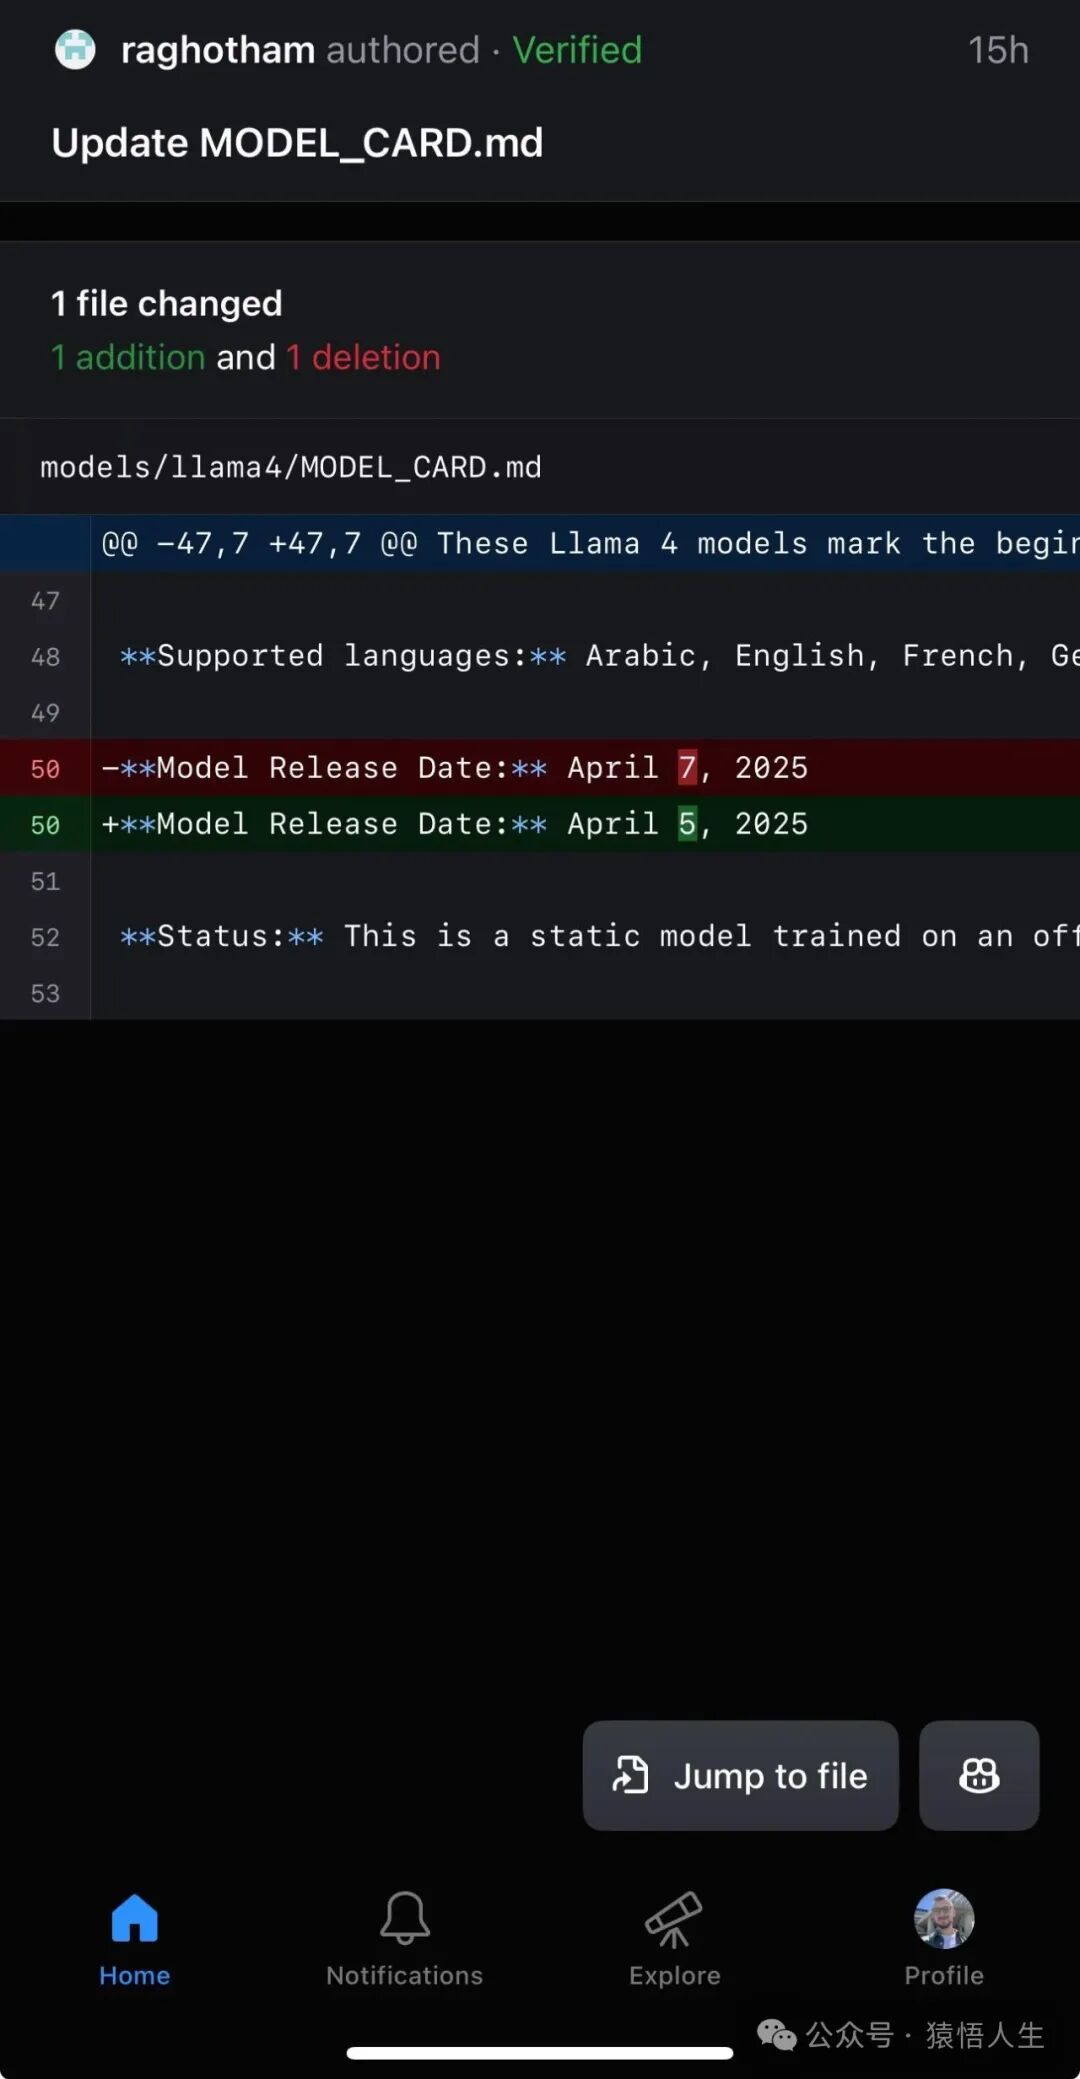 raghotham authored · Verified 15h
Update MODEL_CARD.md
1 file changed
1 addition and 1 deletion
models/llama4/MODEL_CARD.md
@@ -47,7 +47,7 @@ These Llama 4 models mark the begin
47
48 **Supported languages:** Arabic, English, French, Ge
49
50 -**Model Release Date:** April 7, 2025
50 +**Model Release Date:** April 5, 2025
51
52 **Status:** This is a static model trained on an off
53
Jump to file
Home Notifications Explore Profile
公众号 · 猿悟人生